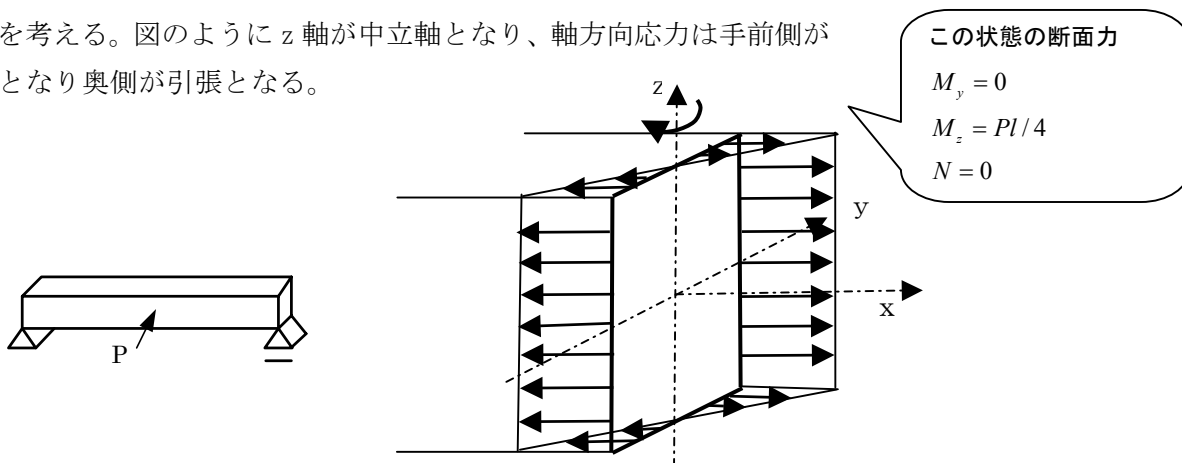 を考える。図のように z 軸が中立軸となり、軸方向応力は手前側が
となり奥側が引張となる。
この状態の断面力
M_y = 0
M_z = Pl / 4
N = 0
z
y
x
P